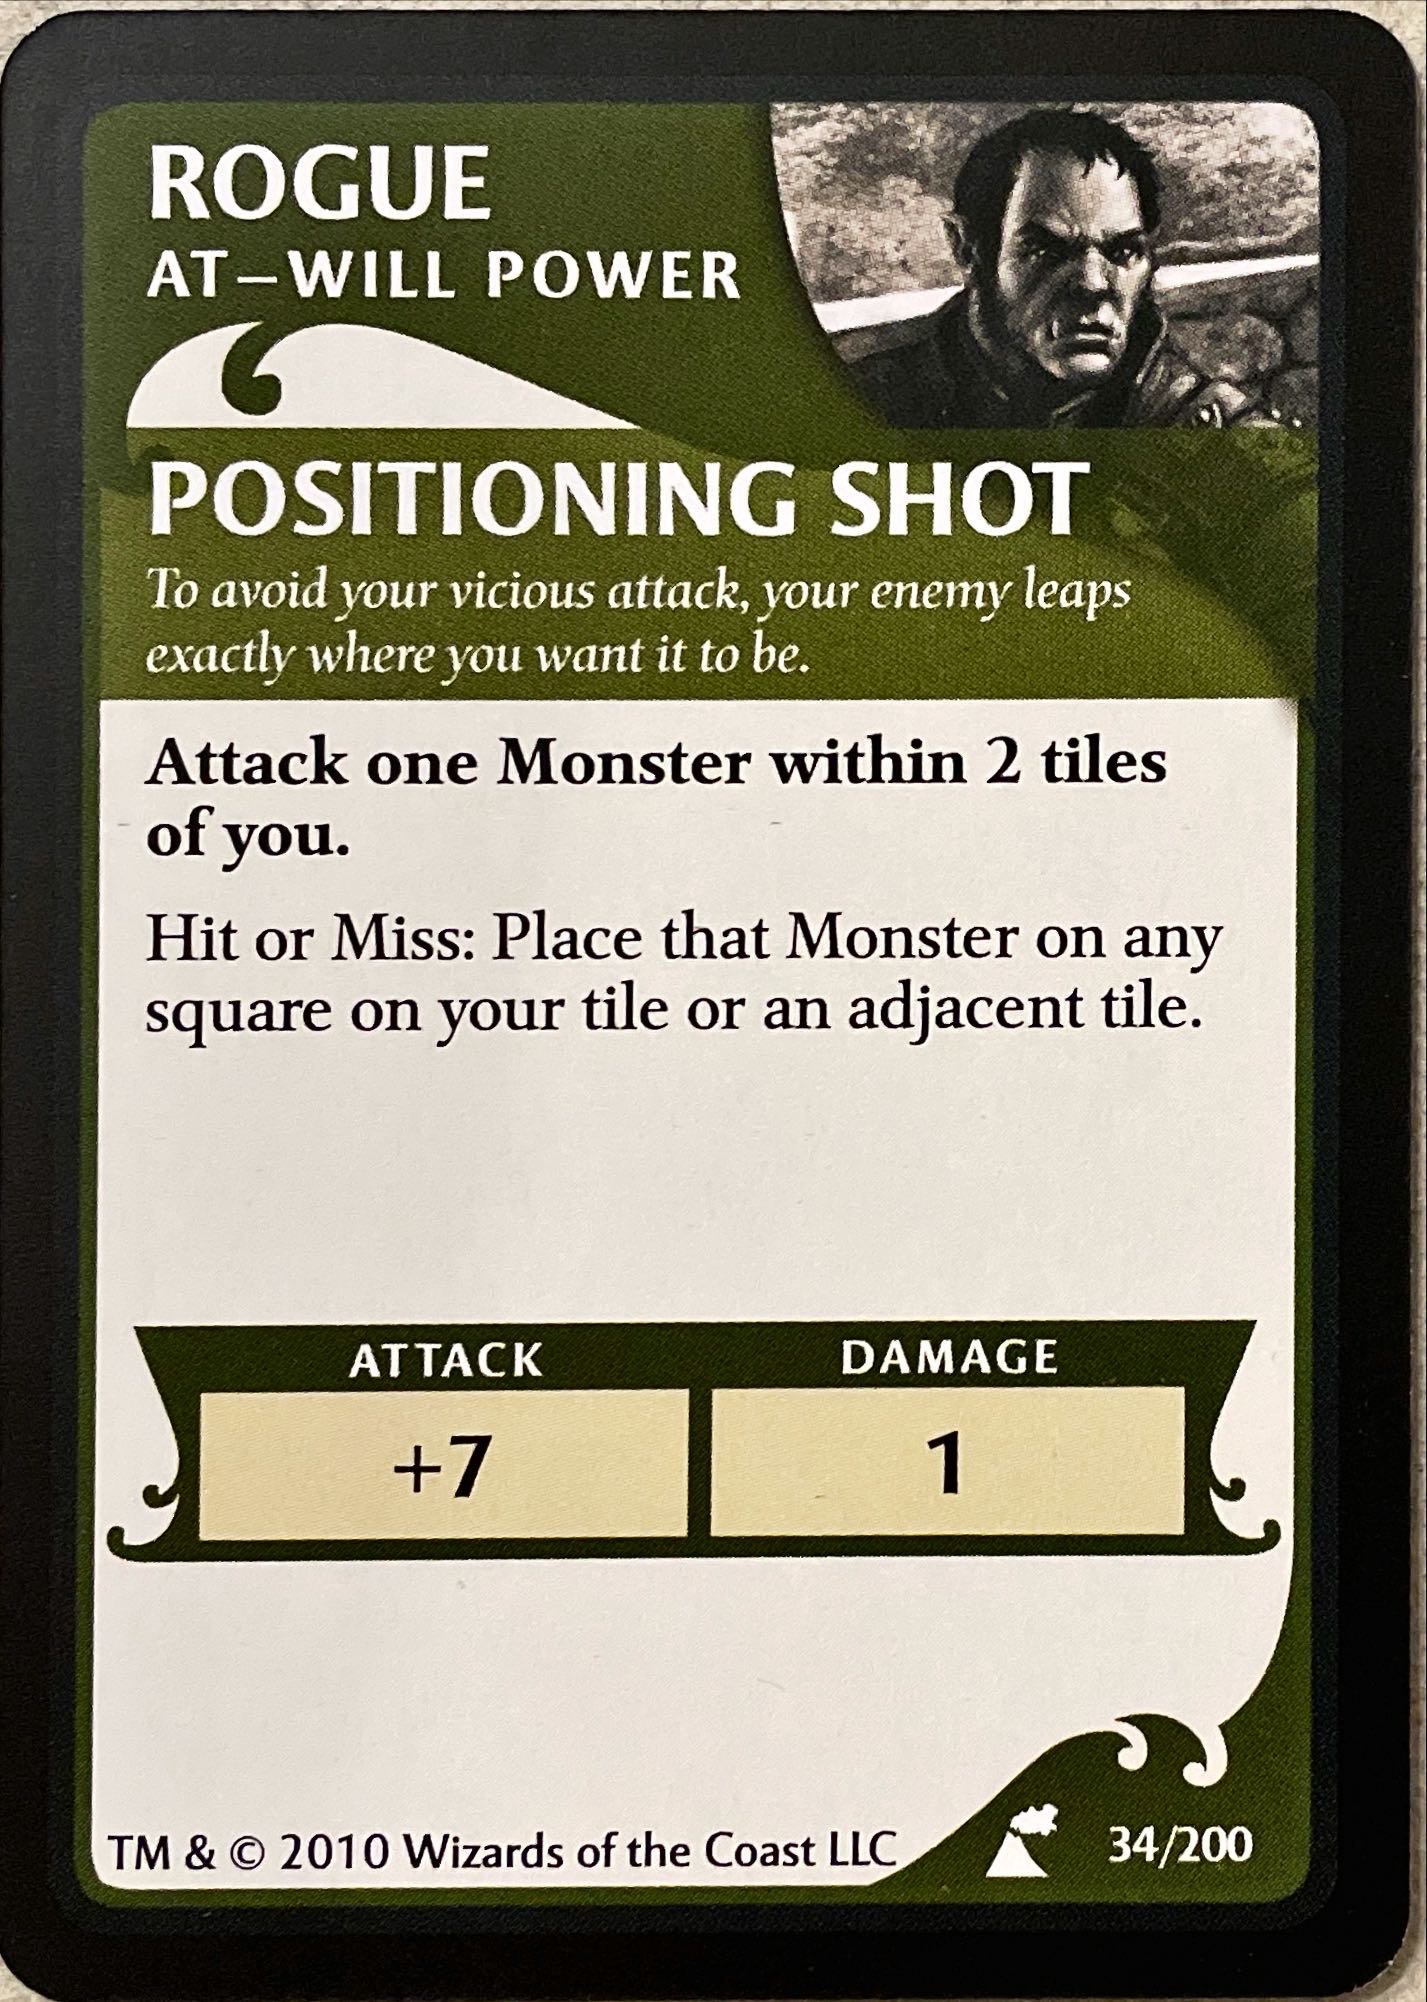 ROGUE
AT–WILL POWER
POSITIONING SHOT
To avoid your vicious attack, your enemy leaps
exactly where you want it to be.
Attack one Monster within 2 tiles
of you.
Hit or Miss: Place that Monster on any
square on your tile or an adjacent tile.
ATTACK DAMAGE
+7 1
TM & © 2010 Wizards of the Coast LLC 34/200